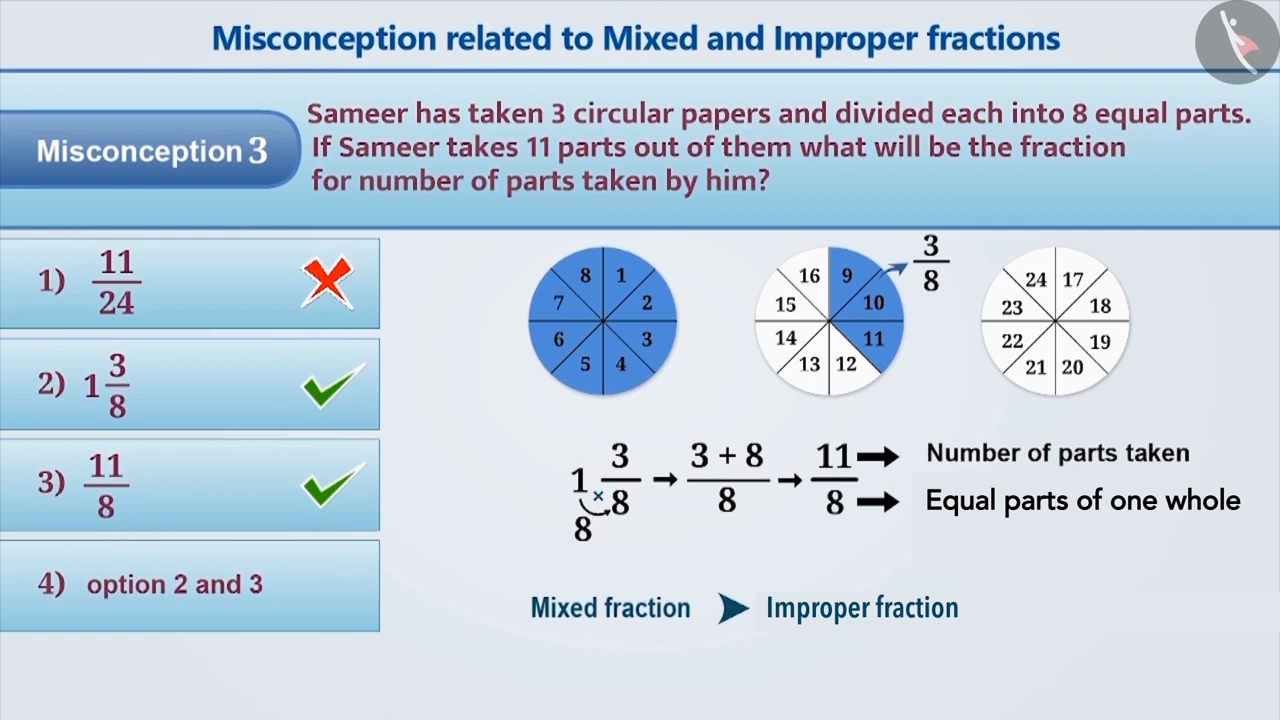 Misconception related to Mixed and Improper fractions
Misconception 3
Sameer has taken 3 circular papers and divided each into 8 equal parts.
If Sameer takes 11 parts out of them what will be the fraction
for number of parts taken by him?
1) 11/24
2) 1 3/8
3) 11/8
4) option 2 and 3
8 1
7 2
6 3
5 4
16 9
15 10
14 11
13 12
3/8
24 17
23 18
22 19
21 20
1 3/8 → 3 + 8/8 → 11/8
×
8
Number of parts taken
Equal parts of one whole
Mixed fraction ➤ Improper fraction